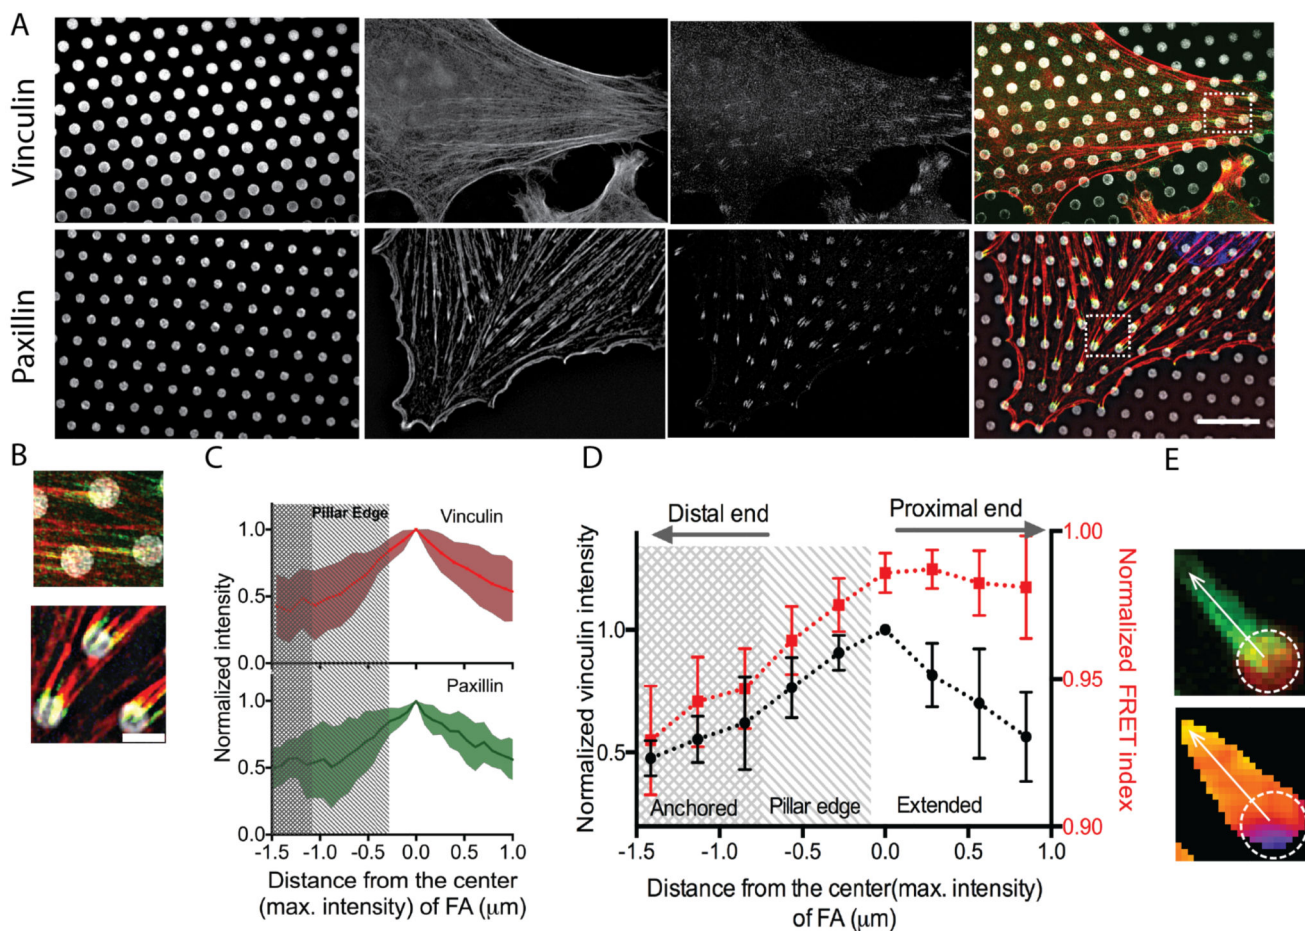 A
Vinculin
Paxillin
B
C
Pillar Edge
Vinculin
1.0
0.5
0.0
Paxillin
1.0
0.5
0.0
Normalized intensity
-1.5 -1.0 -0.5 0.0 0.5 1.0
Distance from the center
(max. intensity) of FA (μm)
D
Distal end
Proximal end
1.0
0.5
Normalized vinculin intensity
1.00
0.95
0.90
Normalized FRET index
Anchored
Pillar edge
Extended
-1.5 -1.0 -0.5 0.0 0.5 1.0
Distance from the center(max. intensity)
of FA (μm)
E